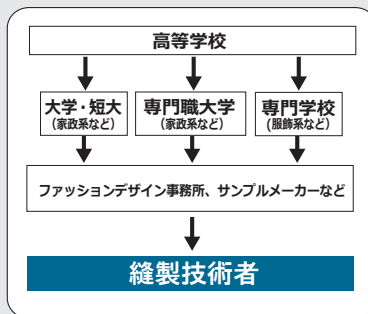 高等学校
大学・短大
(家政系など)
専門職大学
(家政系など)
専門学校
(服飾系など)
ファッションデザイン事務所、サンプルメーカーなど
縫製技術者